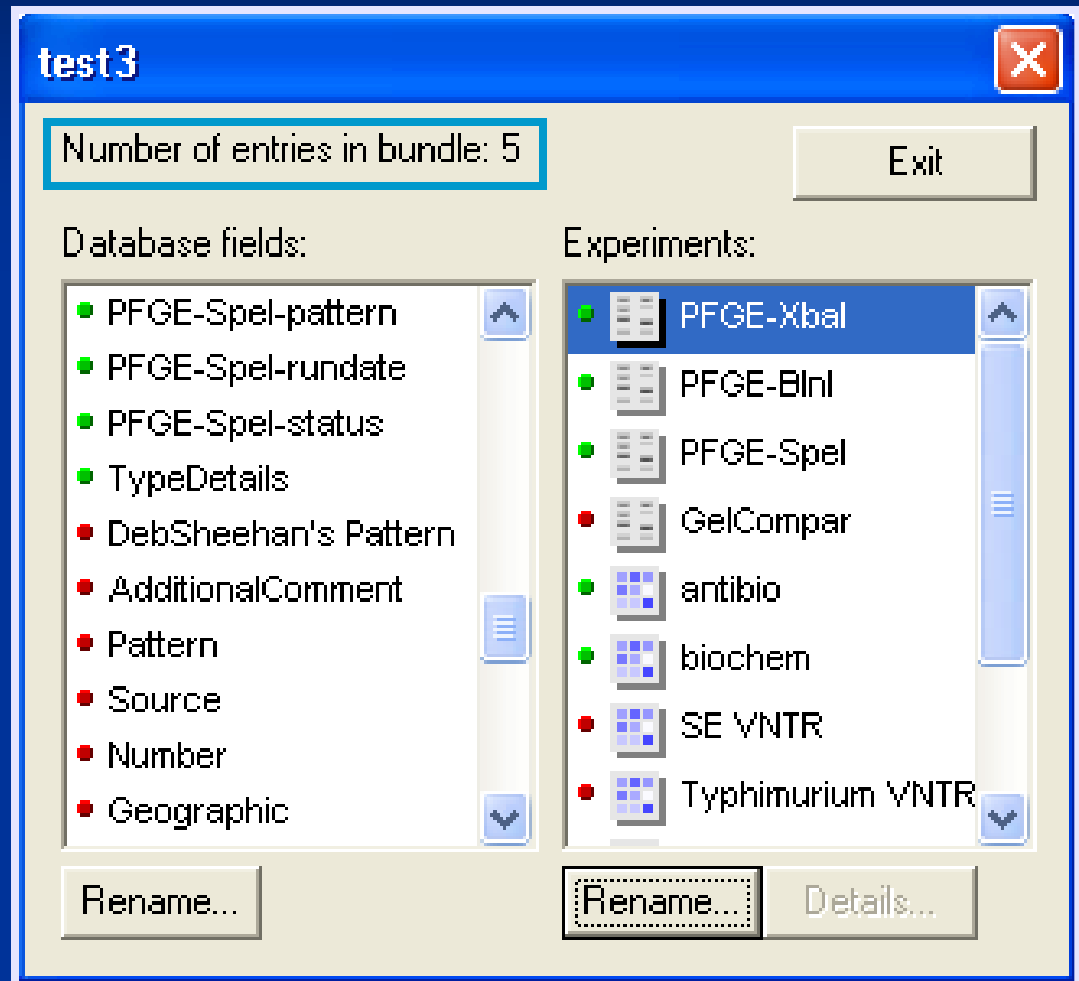 test3
Number of entries in bundle: 5
Exit
Database fields:
PFGE-SpeI-pattern
PFGE-SpeI-rundate
PFGE-SpeI-status
TypeDetails
DebSheehan's Pattern
AdditionalComment
Pattern
Source
Number
Geographic
Rename...
Experiments:
PFGE-XbaI
PFGE-BlnI
PFGE-SpeI
GelCompar
antibio
biochem
SE VNTR
Typhimurium VNTR
Rename...
Details...